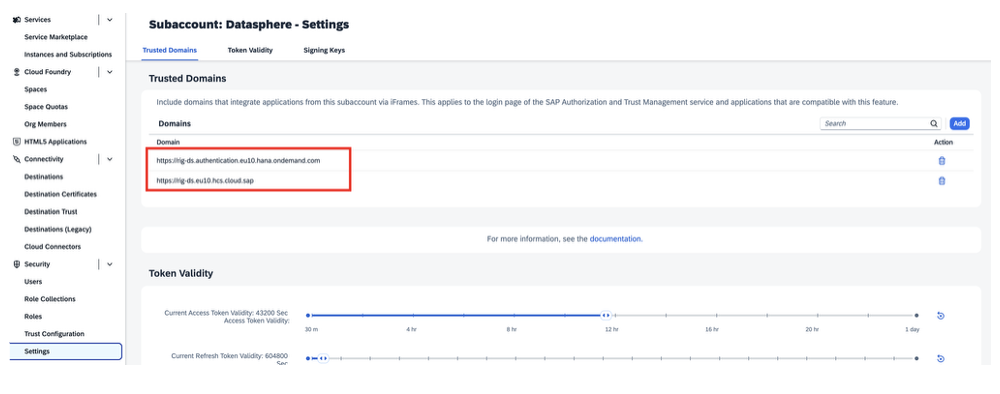 Services
Service Marketplace
Instances and Subscriptions
Cloud Foundry
Spaces
Space Quotas
Org Members
HTML5 Applications
Connectivity
Destinations
Destination Certificates
Destination Trust
Destinations (Legacy)
Cloud Connectors
Security
Users
Role Collections
Roles
Trust Configuration
Settings
Subaccount: Datasphere - Settings
Trusted Domains Token Validity Signing Keys
Trusted Domains
Include domains that integrate applications from this subaccount via iFrames. This applies to the login page of the SAP Authorization and Trust Management service and applications that are compatible with this feature.
Domains Search Add
Domain Action
https://rig-ds.authentication.eu10.hana.ondemand.com
https://rig-ds.eu10.hcs.cloud.sap
For more information, see the documentation.
Token Validity
Current Access Token Validity: 43200 Sec
Access Token Validity:
30 m 4 hr 8 hr 12 hr 16 hr 20 hr 1 day
Current Refresh Token Validity: 604800
Sec